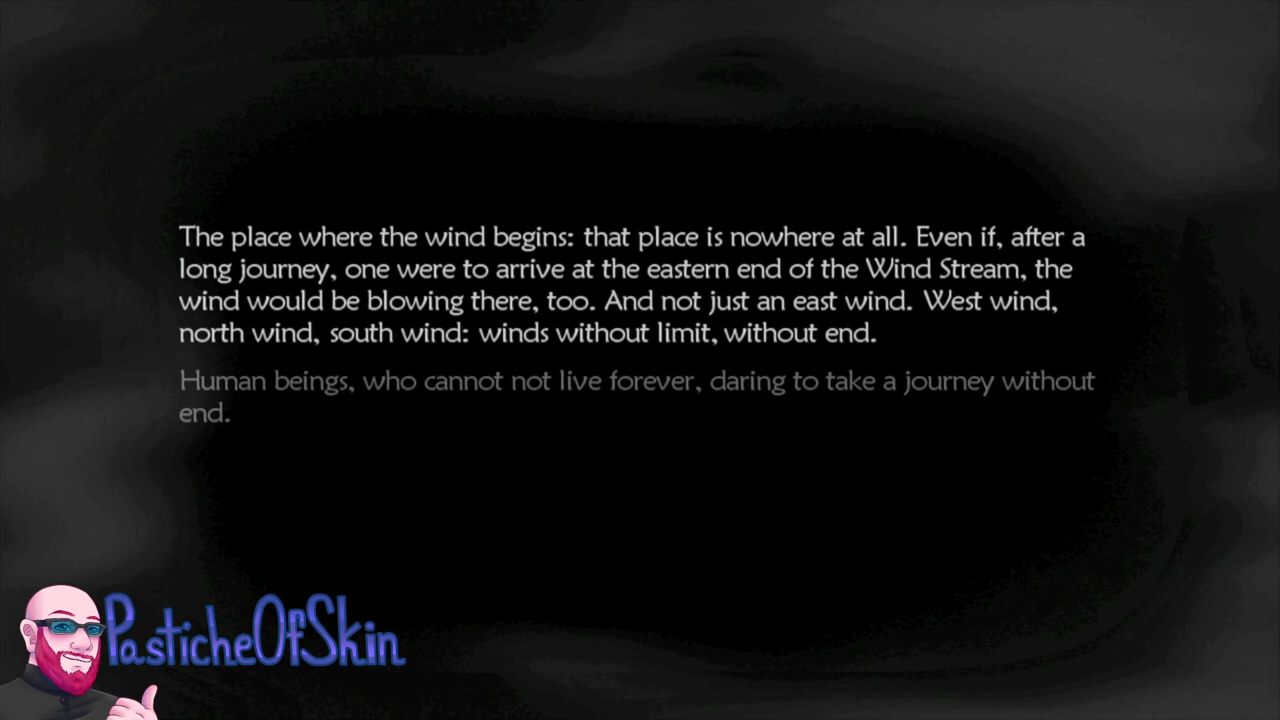 The place where the wind begins: that place is nowhere at all. Even if, after a
long journey, one were to arrive at the eastern end of the Wind Stream, the
wind would be blowing there, too. And not just an east wind. West wind,
north wind, south wind: winds without limit, without end.
Human beings, who cannot not live forever, daring to take a journey without
end.
PasticheOfSkin